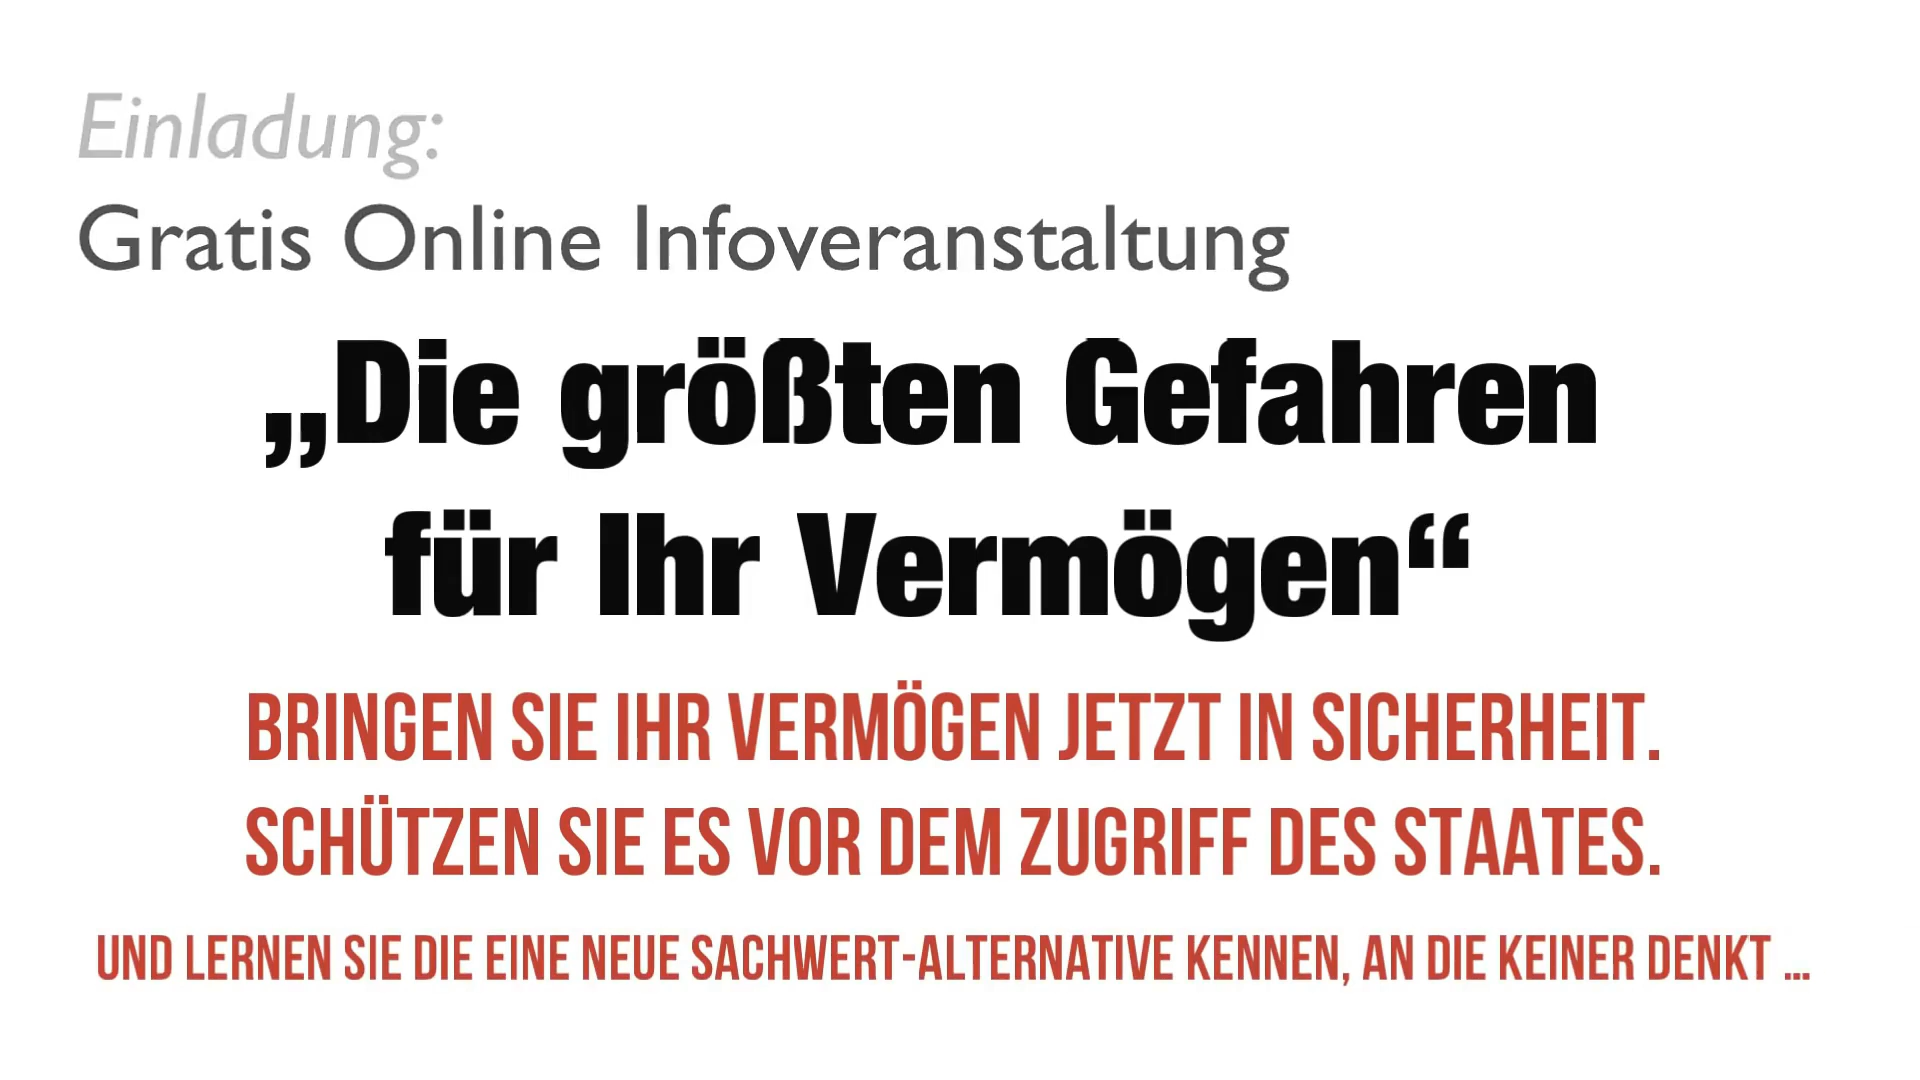 Einladung:
Gratis Online Infoveranstaltung
„Die größten Gefahren
für Ihr Vermögen“
BRINGEN SIE IHR VERMÖGEN JETZT IN SICHERHEIT.
SCHÜTZEN SIE ES VOR DEM ZUGRIFF DES STAATES.
UND LERNEN SIE DIE EINE NEUE SACHWERT-ALTERNATIVE KENNEN, AN DIE KEINER DENKT ...